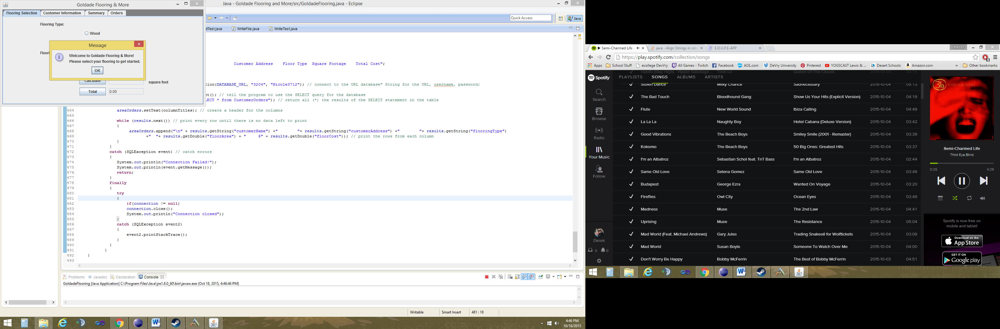 Goldade Flooring & More
Flooring Selection
Customer Information
Summary
Orders
Flooring Type:
Wood
Floori
Message
Welcome to Goldade Flooring & More!
Please select your flooring to get started.
OK
Calculate
square foot
Total
0.00
Java - Goldade Flooring and More/src/GoldadeFlooring.java - Eclipse
Quick Access
Java
dTest.java
WriteFile.java
WriteTest.java
Customer Address    Floor Type  Square Footage    Total Cost";
ction(DATABASE_URL, "3204", "Nicole3712"); // connect to the URL database" String for the URL, username, password;
nt(); // tell the program to use the SELECT query for the database
LECT * from CustomerOrders"); // return all (*) the results of the SELECT statement in the table
464 areaOrders.setText(columnTitles); // create a header for the columns
465
466 while (results.next()) // print every row until there is no data left to print
467 {
468 areaOrders.append("\n" + results.getString("customerName") +"        "+ results.getString("customerAddress") +"        "+ results.getString("flooringType")
469 +"  "+ results.getDouble("floorArea") + "     $" + results.getDouble("floorCost")); // print the rows from each column
470 }
471 }
472 catch (SQLException event) // catch errors
473 {
474 System.out.println("Connection Failed!");
475 System.out.println(event.getMessage());
476 return;
477 }
478 finally
479 {
480 try
481 {
482 if(connection != null)
483 connection.close();
484 System.out.println("Connection closed");
485 }
486 catch (SQLException event2)
487 {
488 event2.printStackTrace();
489 }
490 }
491 }
492 }
493
Problems
@ Javadoc
Declaration
Console
GoldadeFlooring [Java Application] C:\Program Files\Java\jre1.8.0_60\bin\javaw.exe (Oct 18, 2015, 4:46:46 PM)
Writable
Smart Insert
481 : 18
4:46 PM
10/18/2015
Semi-Charmed Life
java - Align Strings in colu
E.D.U.P.E-APP
Heather
https://play.spotify.com/collection/songs
Apps
School Stuff
ecollege DevVry
All Games - Twitch
Facebook
AOL.com
DeVry University
Pinterest
YOGSCAST Lewis & ...
Desert Schools
Amazon.com
»
Other bookmarks
Spotify
PLAYLISTS
SONGS
ALBUMS
ARTISTS
Search
Browse
Radio
Your Music
Follow
Derek
0
0
Habits (Stay High) - Hippie Sabotage ... Tove Lo Queen Of The Clouds 2015-10-04 04:18
Stolen Dance Milky Chance Sadnecessary 2015-10-04 05:13
The Bad Touch Bloodhound Gang Show Us Your Hits (Explicit Version) 2015-10-04 04:19
Flute New World Sound Ibiza Calling 2015-10-04 04:49
La La La Naughty Boy Hotel Cabana (Deluxe Version) 2015-10-04 03:42
Good Vibrations The Beach Boys Smiley Smile (2001 - Remaster) 2015-10-04 03:39
Kokomo The Beach Boys 50 Big Ones: Greatest Hits 2015-10-04 03:37
I'm an Albatroz Sebastian Schol feat. TnT Bass I'm an Albatroz 2015-10-04 02:44
Same Old Love Selena Gomez Same Old Love 2015-10-04 03:49
Budapest George Ezra Wanted On Voyage 2015-10-04 03:20
Fireflies Owl City Ocean Eyes 2015-10-04 03:48
Madness Muse The 2nd Law 2015-10-04 04:41
Uprising Muse The Resistance 2015-10-04 05:04
Mad World (Feat. Michael Andrews) Gary Jules Trading Snakeoil for Wolftickets 2015-10-04 03:09
Mad World Susan Boyle Someone To Watch Over Me 2015-10-04 04:00
Don't Worry Be Happy Bobby McFerrin The Best of Bobby McFerrin 2015-10-03 04:51
3b THIRD EYE BLIND
Semi-Charmed Life
Third Eye Blind
0:26
4:28
Spotify is now free on
mobile and tablet!
Download on the
App Store
GET IT ON
Google play